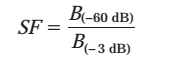 SF = B(−60 dB) / B(−3 dB)